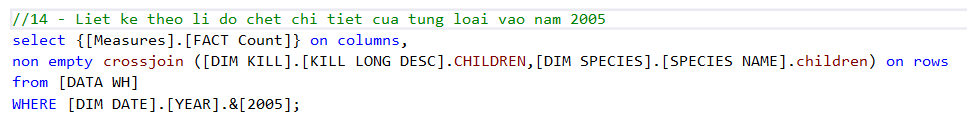 //14 - Liet ke theo li do chet chi tiet cua tung loai vao nam 2005
select {[Measures].[FACT Count]} on columns,
non empty crossjoin ([DIM KILL].[KILL LONG DESC].CHILDREN,[DIM SPECIES].[SPECIES NAME].children) on rows
from [DATA WH]
WHERE [DIM DATE].[YEAR].&[2005];